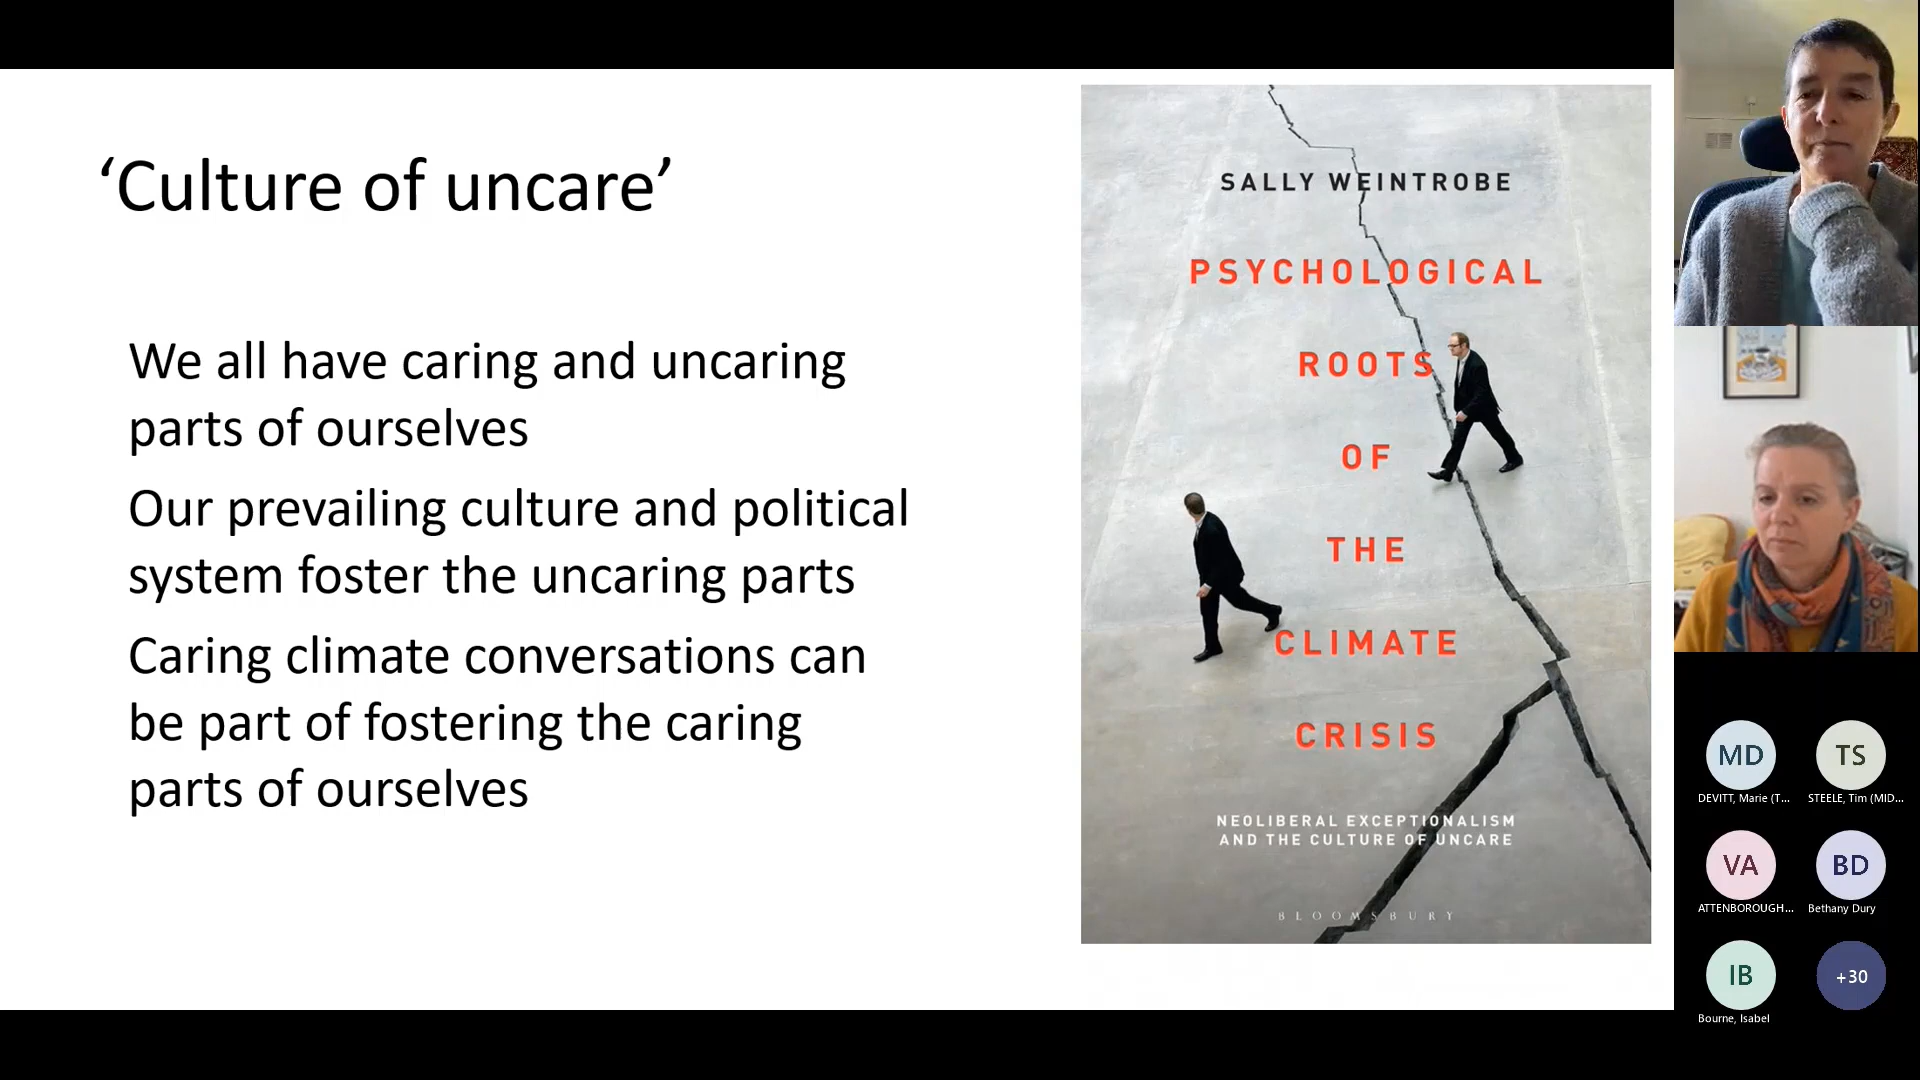 ‘Culture of uncare’
We all have caring and uncaring
parts of ourselves
Our prevailing culture and political
system foster the uncaring parts
Caring climate conversations can
be part of fostering the caring
parts of ourselves
SALLY WEINTROBE
PSYCHOLOGICAL
ROOTS
OF
THE
CLIMATE
CRISIS
NEOLIBERAL EXCEPTIONALISM
AND THE CULTURE OF UNCARE
BLOOMSBURY
MD
TS
DEVITT, Marie (T...
STEELE, Tim (MID...
VA
BD
ATTENBOROUGH...
Bethany Dury
IB
+30
Bourne, Isabel